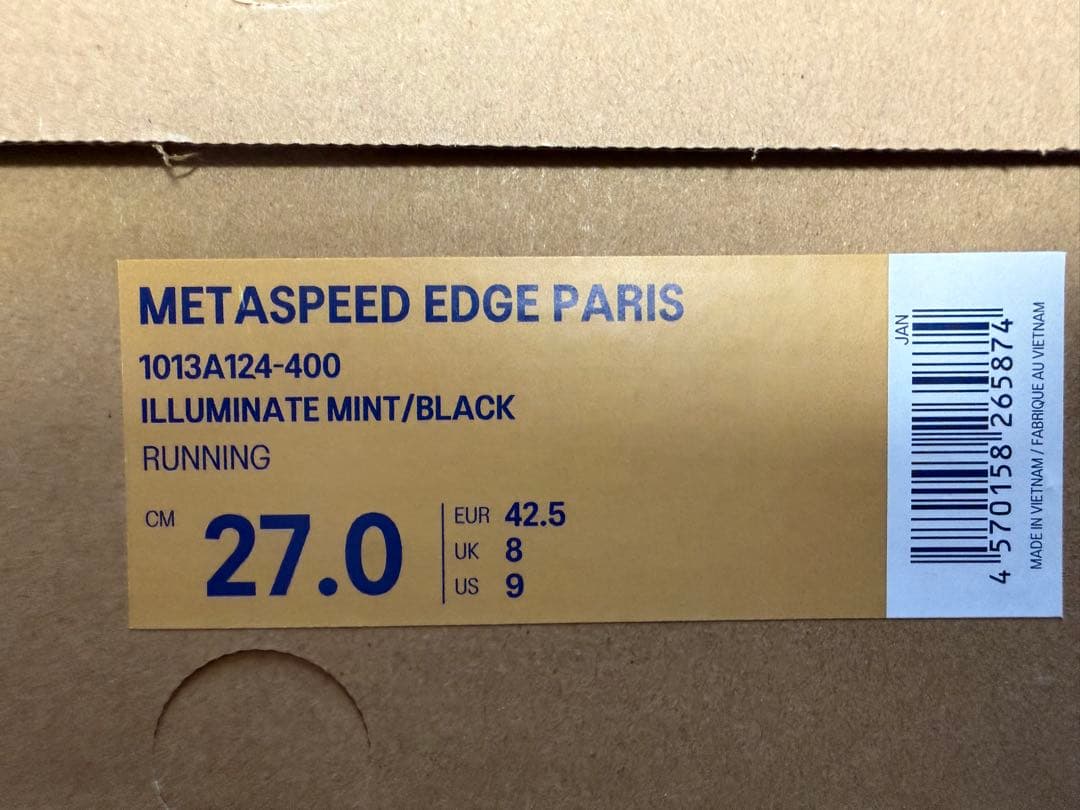 METASPEED EDGE PARIS
1013A124-400
ILLUMINATE MINT/BLACK
RUNNING
CM 27.0
EUR 42.5
UK 8
US 9
JAN
4 570158 265874
MADE IN VIETNAM / FABRIQUE AU VIETNAM